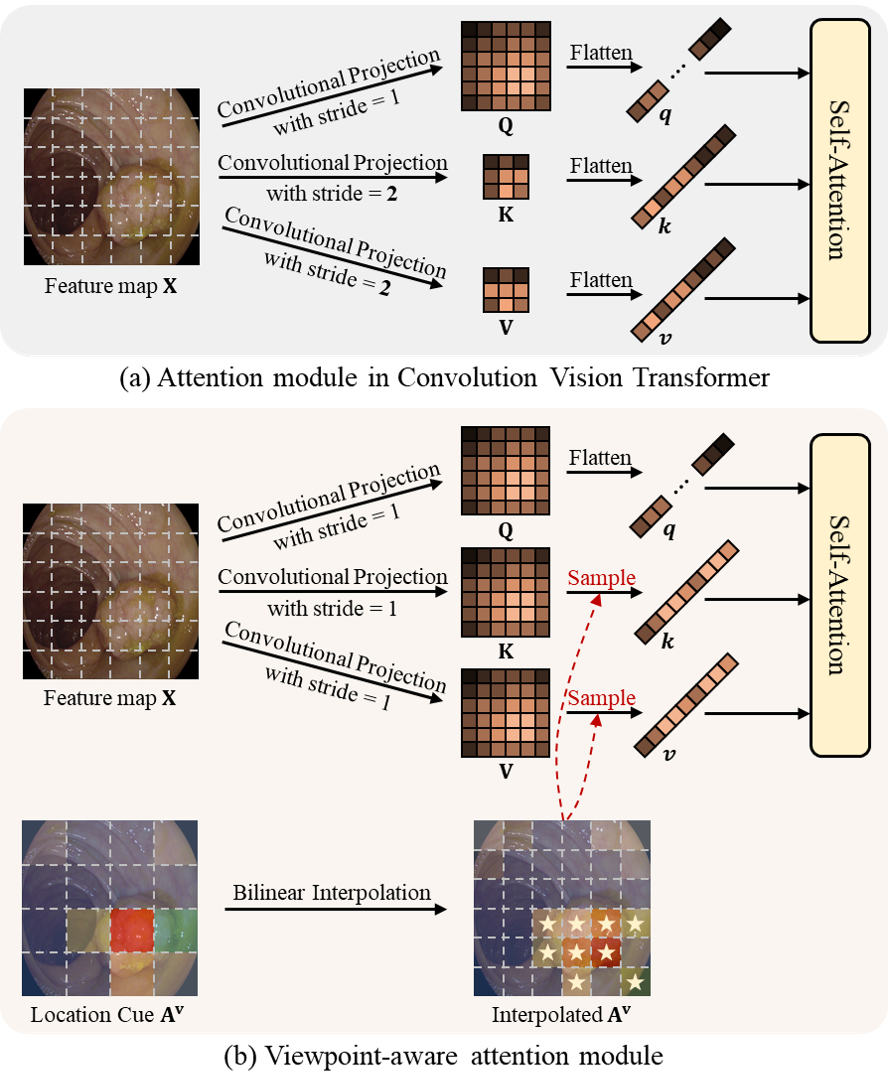 Convolutional Projection
with stride = 1
Q
Flatten
q
Convolutional Projection
with stride = 2
K
Flatten
k
Convolutional Projection
with stride = 2
V
Flatten
v
Feature map X
Self-Attention
(a) Attention module in Convolution Vision Transformer
Convolutional Projection
with stride = 1
Q
Flatten
q
Convolutional Projection
with stride = 1
K
Sample
k
Convolutional Projection
with stride = 1
V
Sample
v
Feature map X
Self-Attention
Bilinear Interpolation
Location Cue Aᵛ
Interpolated Aᵛ
(b) Viewpoint-aware attention module